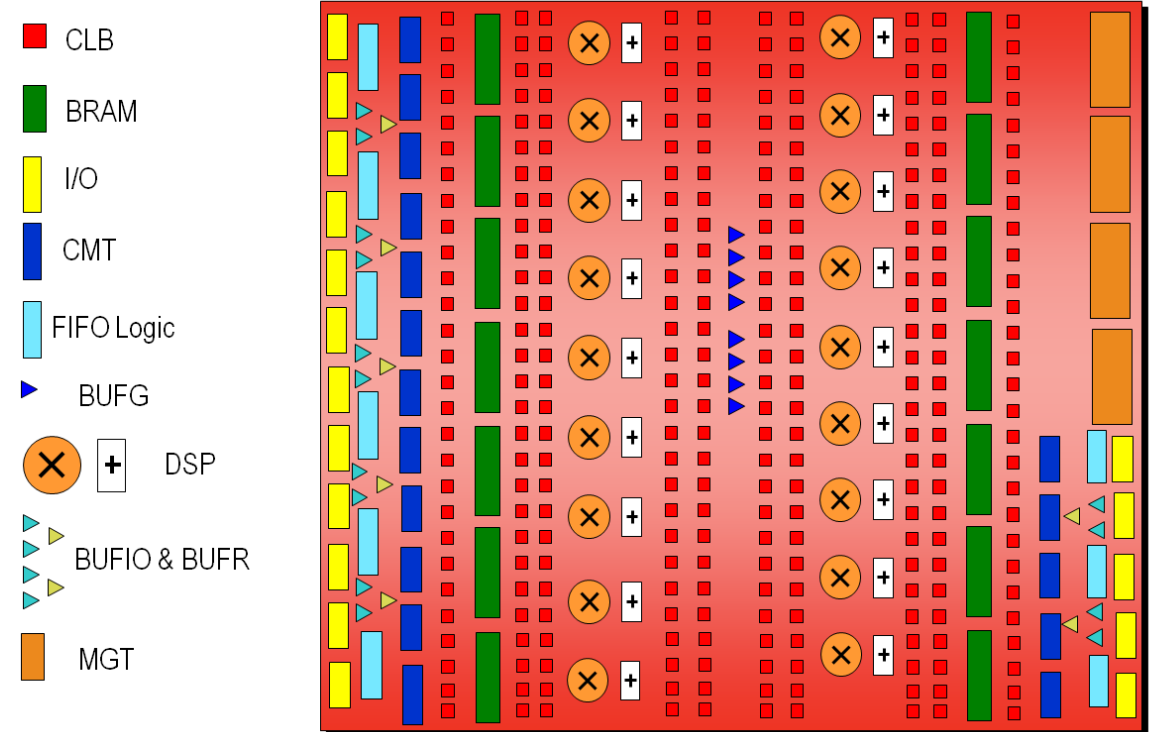 CLB
BRAM
I/O
CMT
FIFO Logic
BUFG
DSP
BUFIO & BUFR
MGT